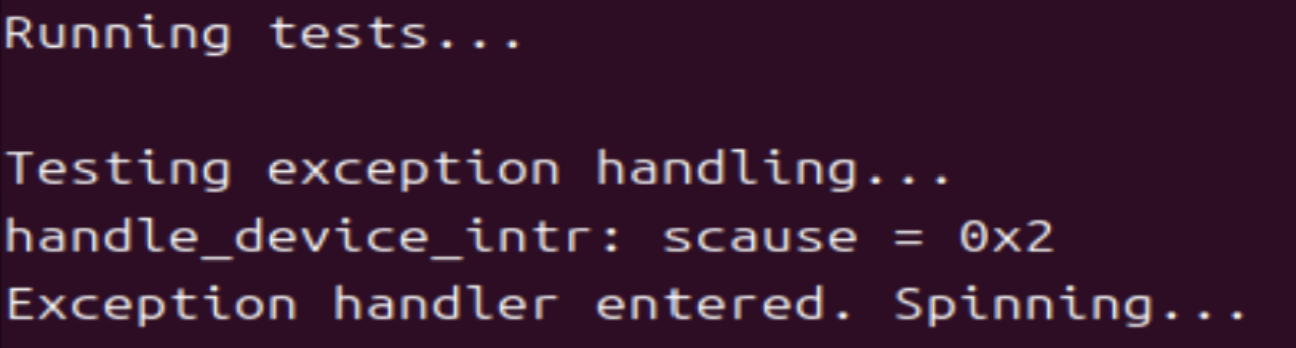 Running tests...
Testing exception handling...
handle_device_intr: scause = 0x2
Exception handler entered. Spinning...